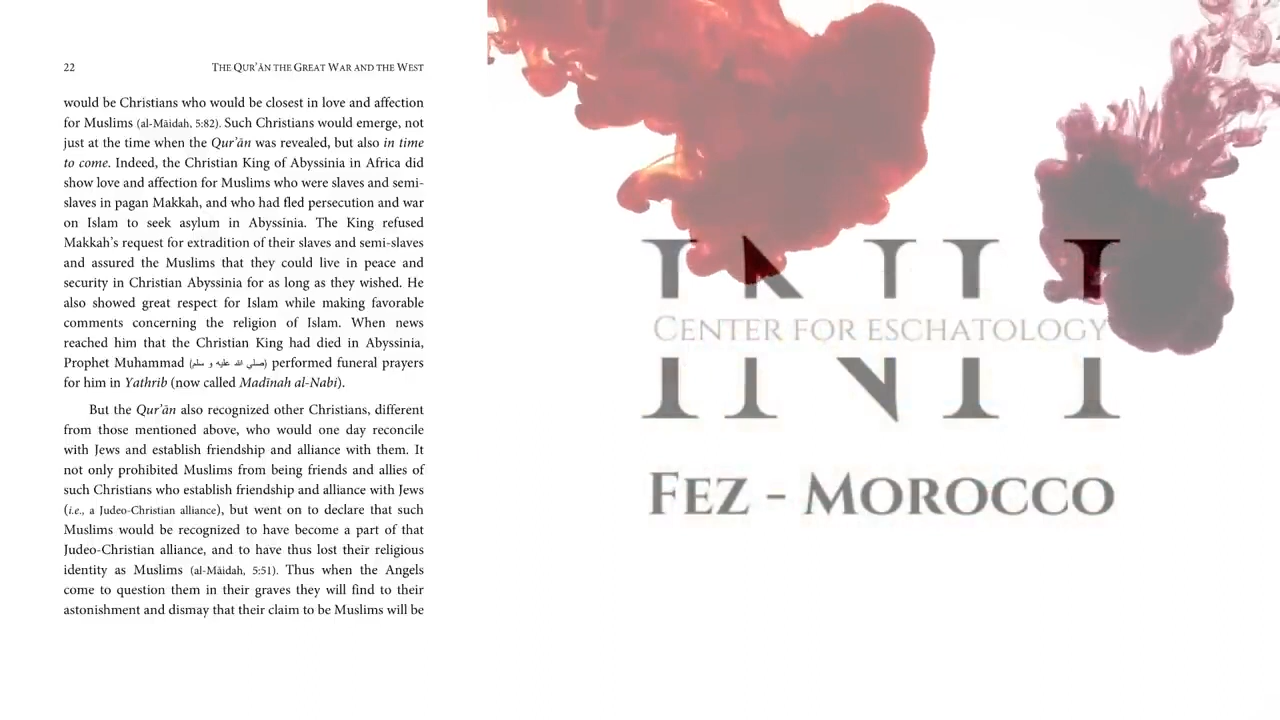 22 THE QUR’ĀN THE GREAT WAR AND THE WEST
would be Christians who would be closest in love and affection
for Muslims (al-Māidah, 5:82). Such Christians would emerge, not
just at the time when the Qur’ān was revealed, but also in time
to come. Indeed, the Christian King of Abyssinia in Africa did
show love and affection for Muslims who were slaves and semi-
slaves in pagan Makkah, and who had fled persecution and war
on Islam to seek asylum in Abyssinia. The King refused
Makkah’s request for extradition of their slaves and semi-slaves
and assured the Muslims that they could live in peace and
security in Christian Abyssinia for as long as they wished. He
also showed great respect for Islam while making favorable
comments concerning the religion of Islam. When news
reached him that the Christian King had died in Abyssinia,
Prophet Muhammad (صلي الله عليه و سلم) performed funeral prayers
for him in Yathrib (now called Madīnah al-Nabī).
But the Qur’ān also recognized other Christians, different
from those mentioned above, who would one day reconcile
with Jews and establish friendship and alliance with them. It
not only prohibited Muslims from being friends and allies of
such Christians who establish friendship and alliance with Jews
(i.e., a Judeo-Christian alliance), but went on to declare that such
Muslims would be recognized to have become a part of that
Judeo-Christian alliance, and to have thus lost their religious
identity as Muslims (al-Māidah, 5:51). Thus when the Angels
come to question them in their graves they will find to their
astonishment and dismay that their claim to be Muslims will be
INH
CENTER FOR ESCHATOLOGY
FEZ - MOROCCO